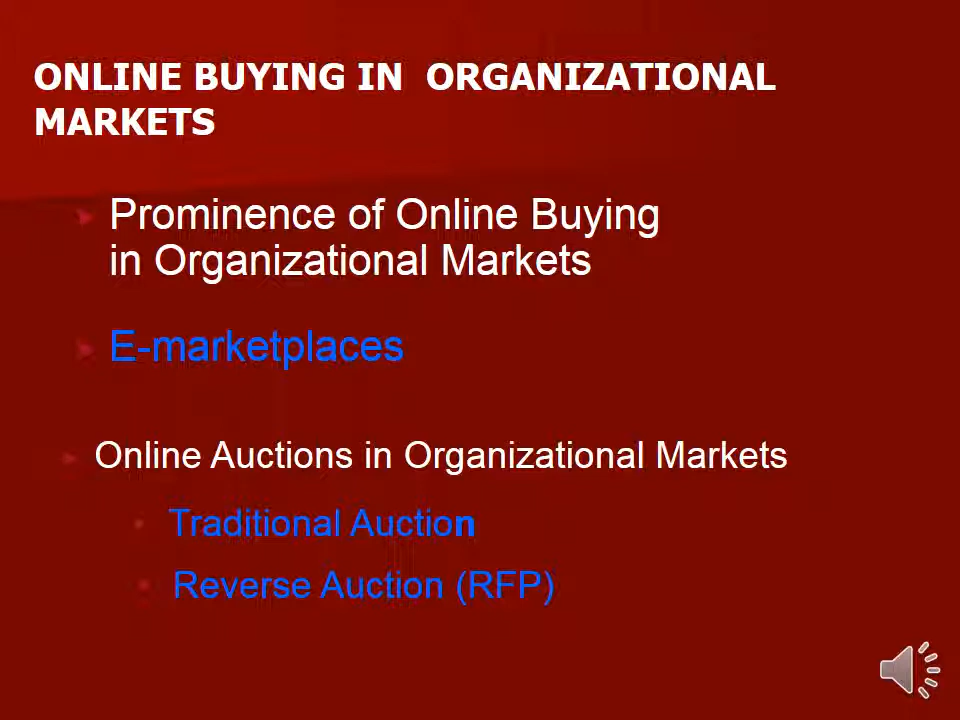 ONLINE BUYING IN ORGANIZATIONAL
MARKETS
Prominence of Online Buying
in Organizational Markets
E-marketplaces
Online Auctions in Organizational Markets
Traditional Auction
Reverse Auction (RFP)